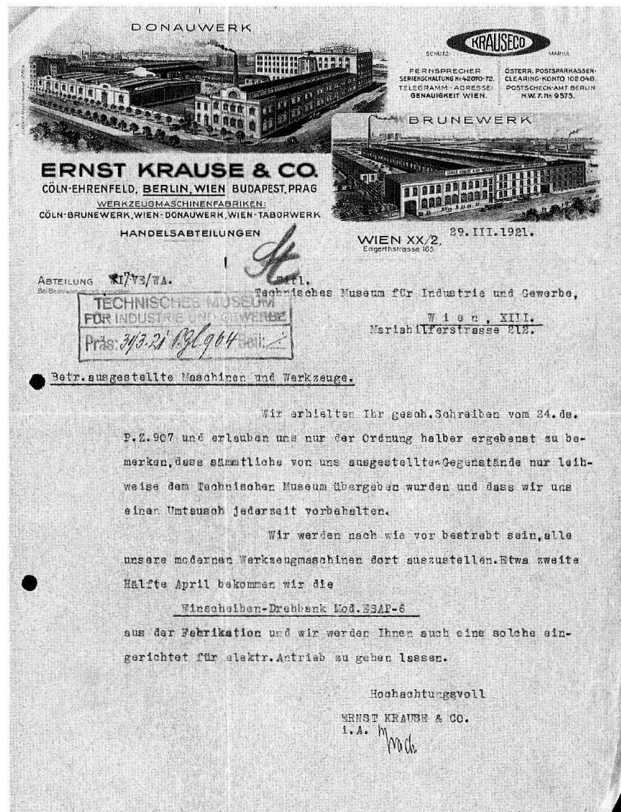 DONAUWERK
KRAUSECO
SCHUTZ- MARKE.
FERNSPRECHER
SERIENSCHALTUNG Nr 42070-72.
TELEGRAMM-ADRESSE:
GENAUIGKEIT WIEN.
ÖSTERR. POSTSPARKASSEN-
CLEARING-KONTO 102 048.
POSTSCHECK-AMT BERLIN
N.W. 7. Nr. 9575.
BRUNEWERK
ERNST KRAUSE & CO.
CÖLN-EHRENFELD, BERLIN, WIEN BUDAPEST, PRAG
WERKZEUGMASCHINENFABRIKEN:
CÖLN-BRUNEWERK, WIEN-DONAUWERK, WIEN-TABORWERK
HANDELSABTEILUNGEN
WIEN XX/2, 29.III.1921.
Engerthstrasse 165
ABTEILUNG /VE/WA.
Technisches Museum für Industrie und Gewerbe,
TECHNISCHES MUSEUM
FÜR INDUSTRIE UND GEWERBE
Präs: 31/3.21 964 Beil:
Wien, XIII.
Mariahilferstrasse 212.
Betr.ausgestellte Maschinen und Werkzeuge.
Wir erhielten Ihr gesch.Schreiben vom 24.ds.
P.Z.907 und erlauben uns nur der Ordnung halber ergebenst zu be-
merken,dass sämmtliche von uns ausgestellten Gegenstände nur leih-
weise dem Technischen Museum übergeben wurden und dass wir uns
einen Umtausch jederzeit vorbehalten.
Wir werden nach wie vor bestrebt sein,alle
unsere modernen Werkzeugmaschinen dort auszustellen.Etwa zweite
Hälfte April bekommen wir die
Einscheiben-Drehbank Mod.ESAP-6
aus der Fabrikation und wir werden Ihnen auch eine solche ein-
gerichtet für elektr.Antrieb zu gehen lassen.
Hochachtungsvoll
ERNST KRAUSE & CO.
i.A.